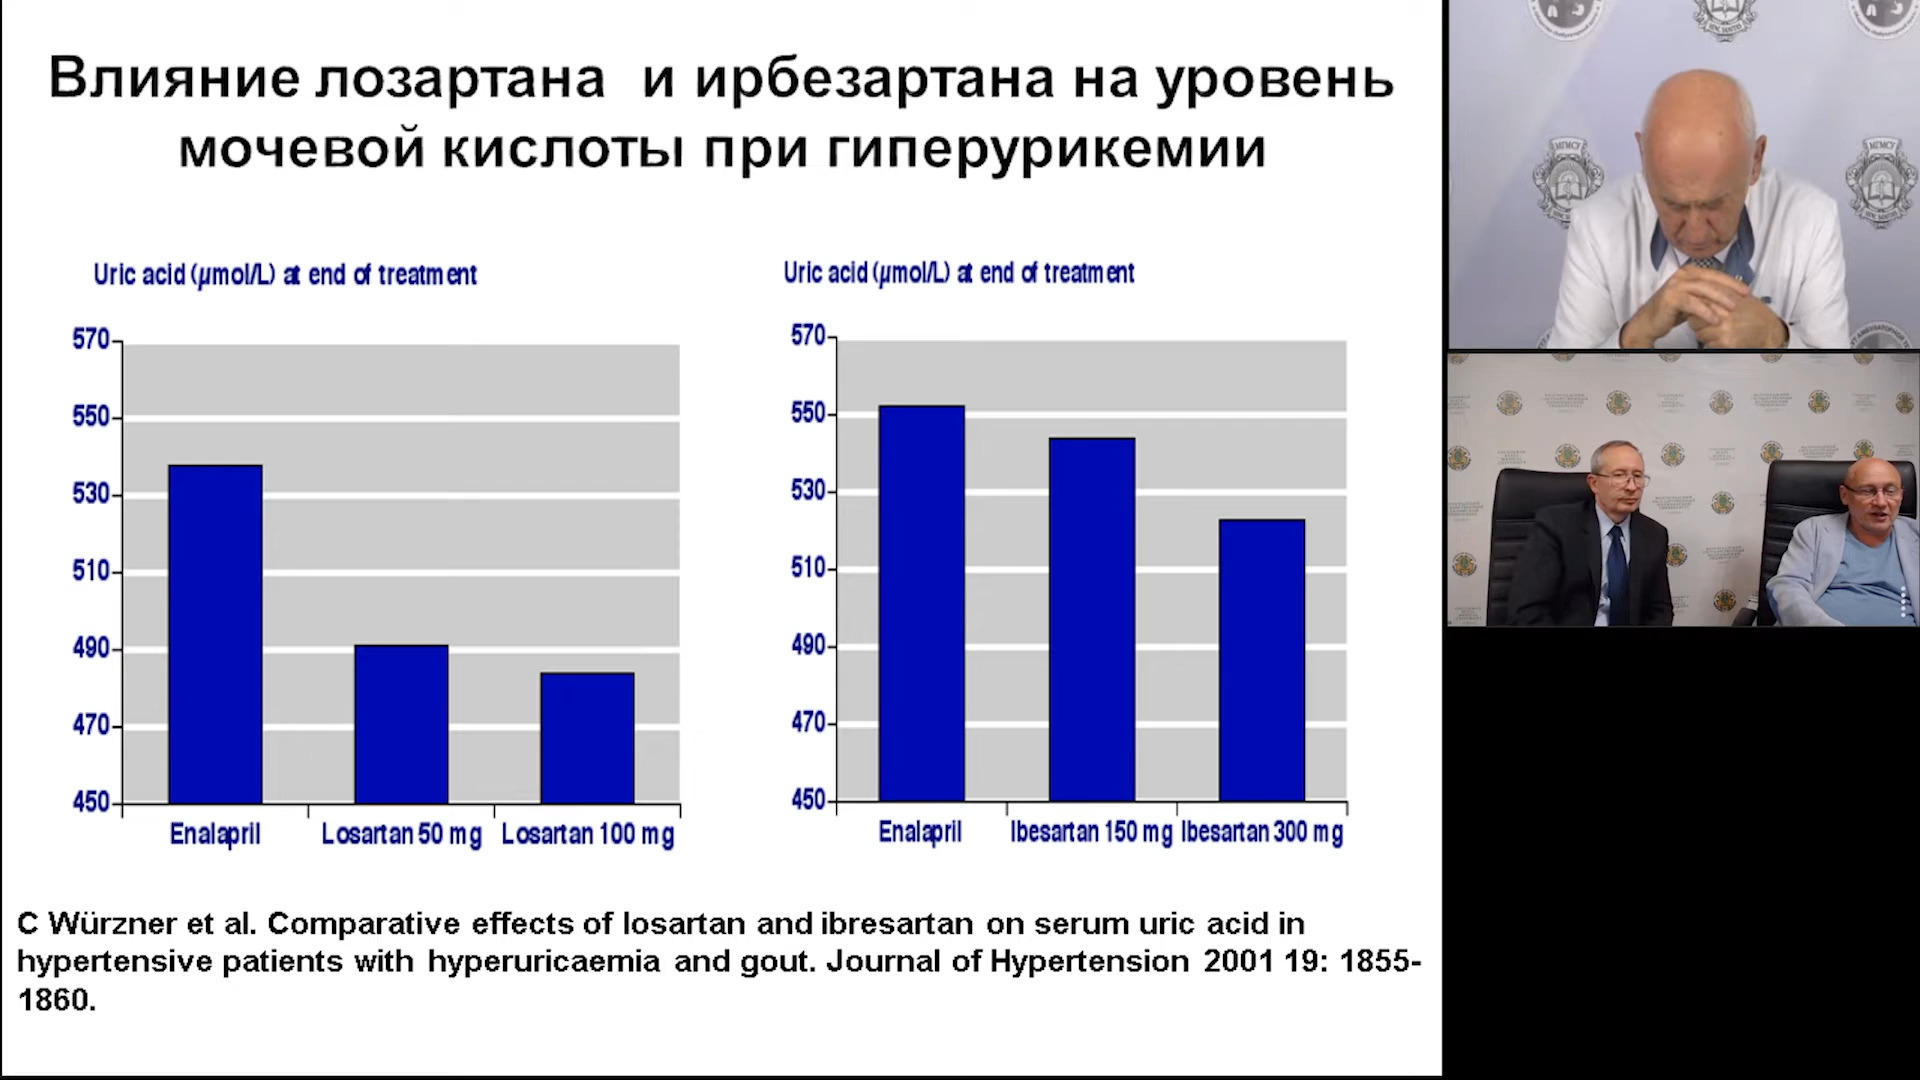 Влияние лозартана и ирбезартана на уровень
мочевой кислоты при гиперурикемии
Uric acid (µmol/L) at end of treatment
570
550
530
510
490
470
450
Enalapril
Losartan 50 mg
Losartan 100 mg
Uric acid (µmol/L) at end of treatment
570
550
530
510
490
470
450
Enalapril
Ibesartan 150 mg
Ibesartan 300 mg
C Würzner et al. Comparative effects of losartan and ibresartan on serum uric acid in
hypertensive patients with hyperuricaemia and gout. Journal of Hypertension 2001 19: 1855-
1860.
МГМСУ
МГМСУ